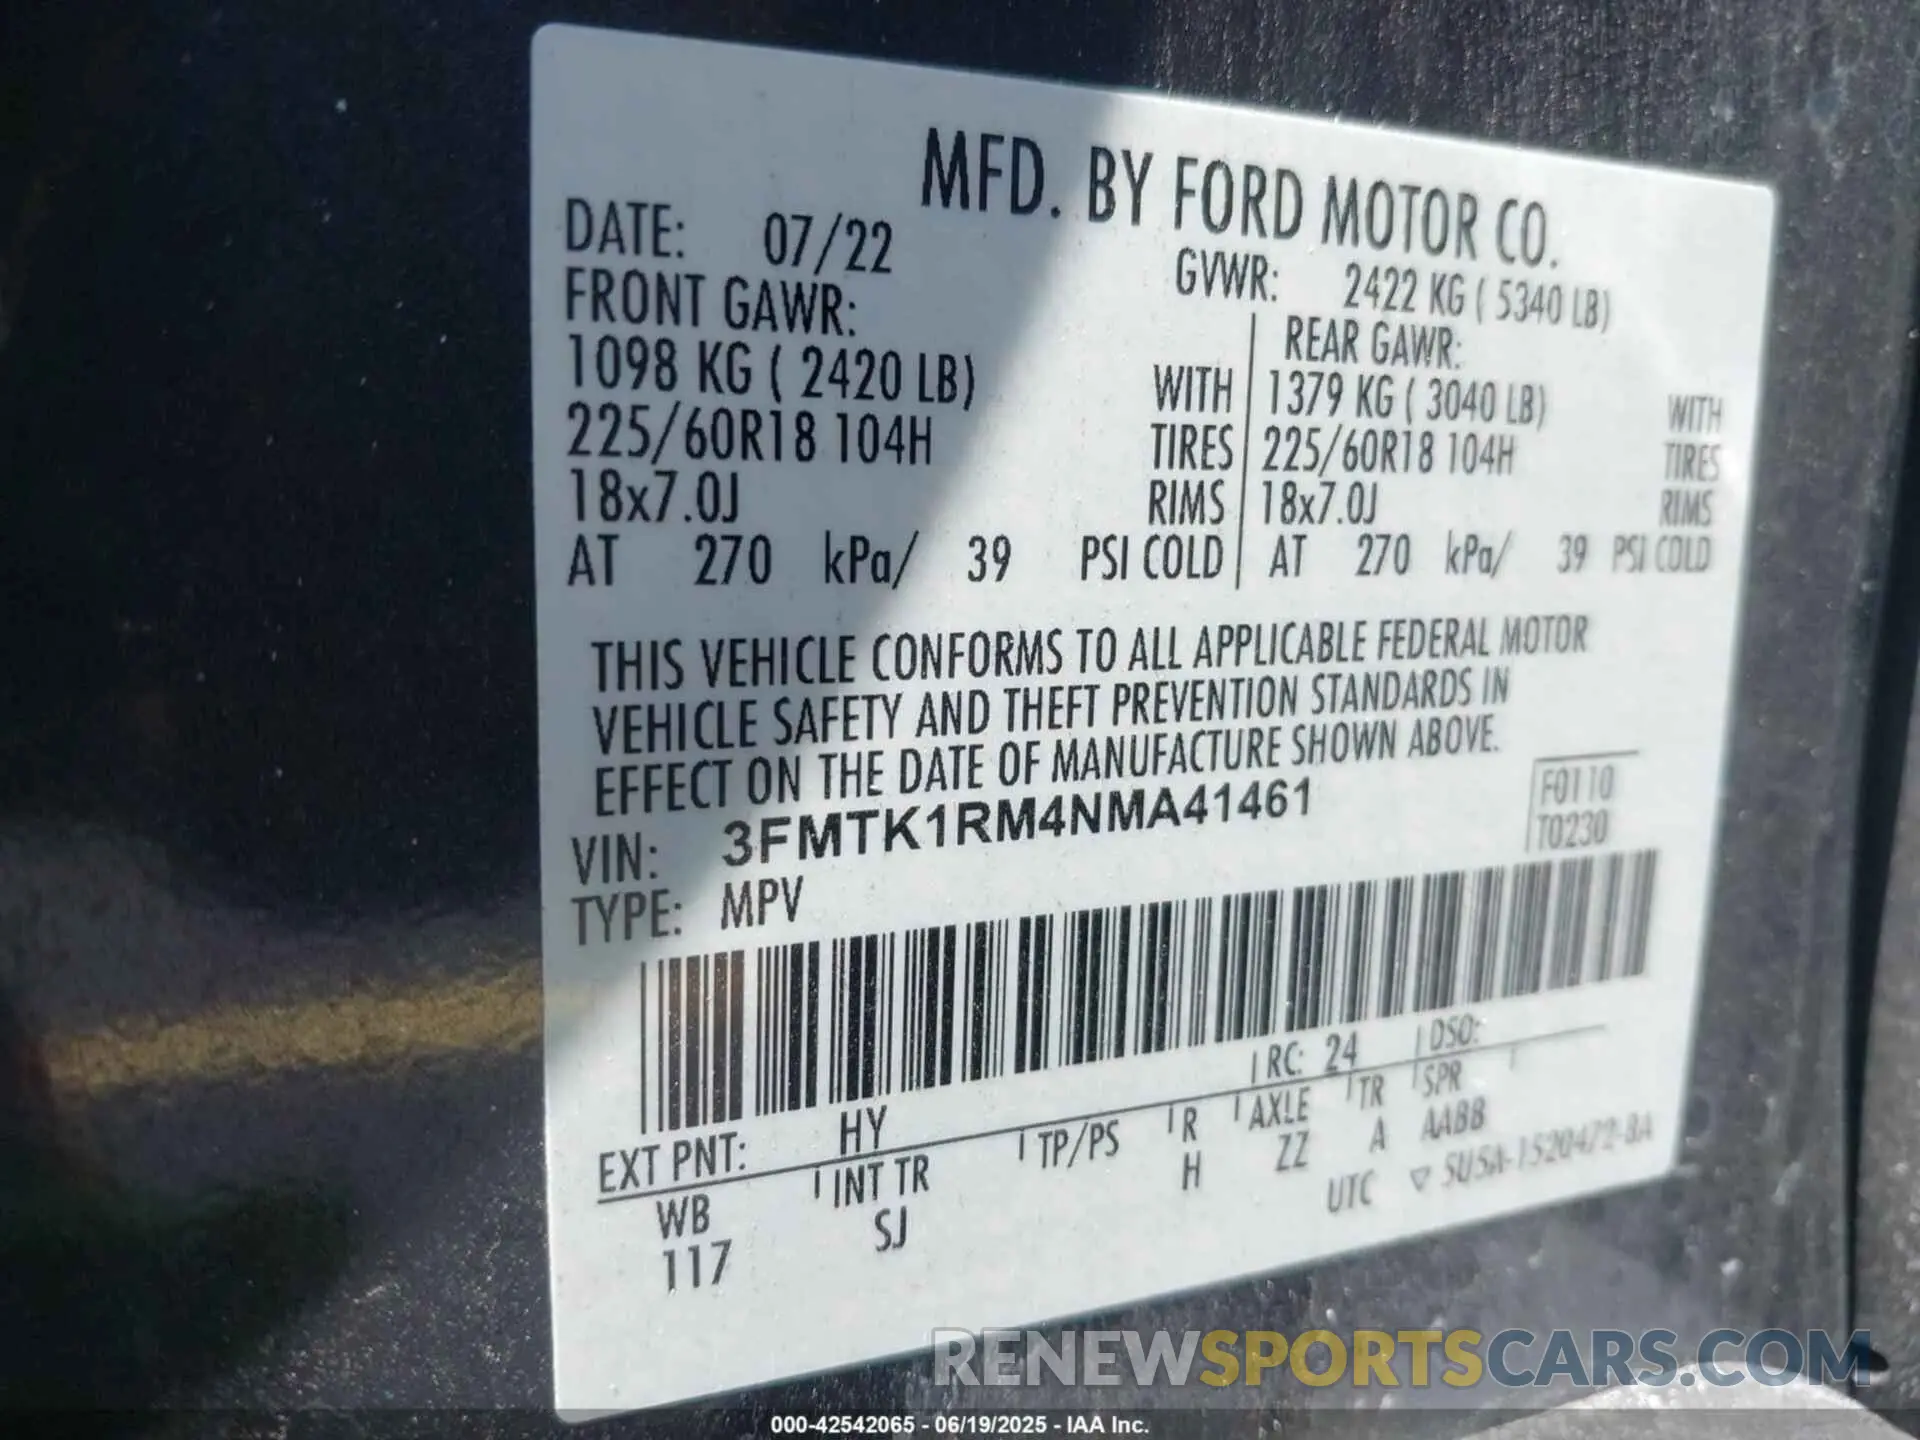 MFD. BY FORD MOTOR CO.
DATE: 07/22
GVWR: 2422 KG ( 5340 LB)
FRONT GAWR:
REAR GAWR:
1098 KG ( 2420 LB) WITH
1379 KG ( 3040 LB) WITH
225/60R18 104H TIRES
225/60R18 104H TIRES
18x7.0J RIMS
18x7.0J RIMS
AT 270 kPa/ 39 PSI COLD
AT 270 kPa/ 39 PSI COLD
THIS VEHICLE CONFORMS TO ALL APPLICABLE FEDERAL MOTOR
VEHICLE SAFETY AND THEFT PREVENTION STANDARDS IN
EFFECT ON THE DATE OF MANUFACTURE SHOWN ABOVE.
VIN: 3FMTK1RM4NMA41461
F0110
T0230
TYPE: MPV
EXT PNT: HY RC: 24 DSO:
WB INT TR TP/PS R AXLE TR SPR
117 SJ H ZZ A AABB
UTC ▽ SU5A-1520472-BA
RENEWSPORTSCARS.COM
000-42542065 - 06/19/2025 - IAA Inc.